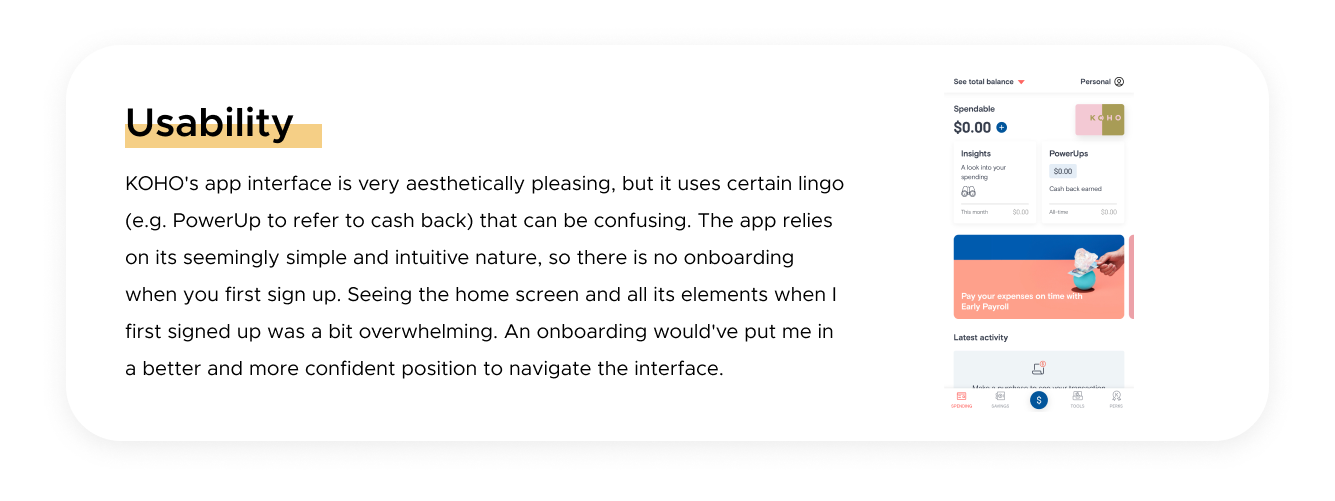 Usability
KOHO's app interface is very aesthetically pleasing, but it uses certain lingo
(e.g. PowerUp to refer to cash back) that can be confusing. The app relies
on its seemingly simple and intuitive nature, so there is no onboarding
when you first sign up. Seeing the home screen and all its elements when I
first signed up was a bit overwhelming. An onboarding would've put me in
a better and more confident position to navigate the interface.
See total balance
Personal
Spendable
$0.00
KOHO
Insights
A look into your
spending
This month $0.00
PowerUps
$0.00
Cash back earned
All-time $0.00
Pay your expenses on time with
Early Payroll
Latest activity
Make a purchase to see your transaction
SPENDING SAVINGS $ TOOLS PERKS